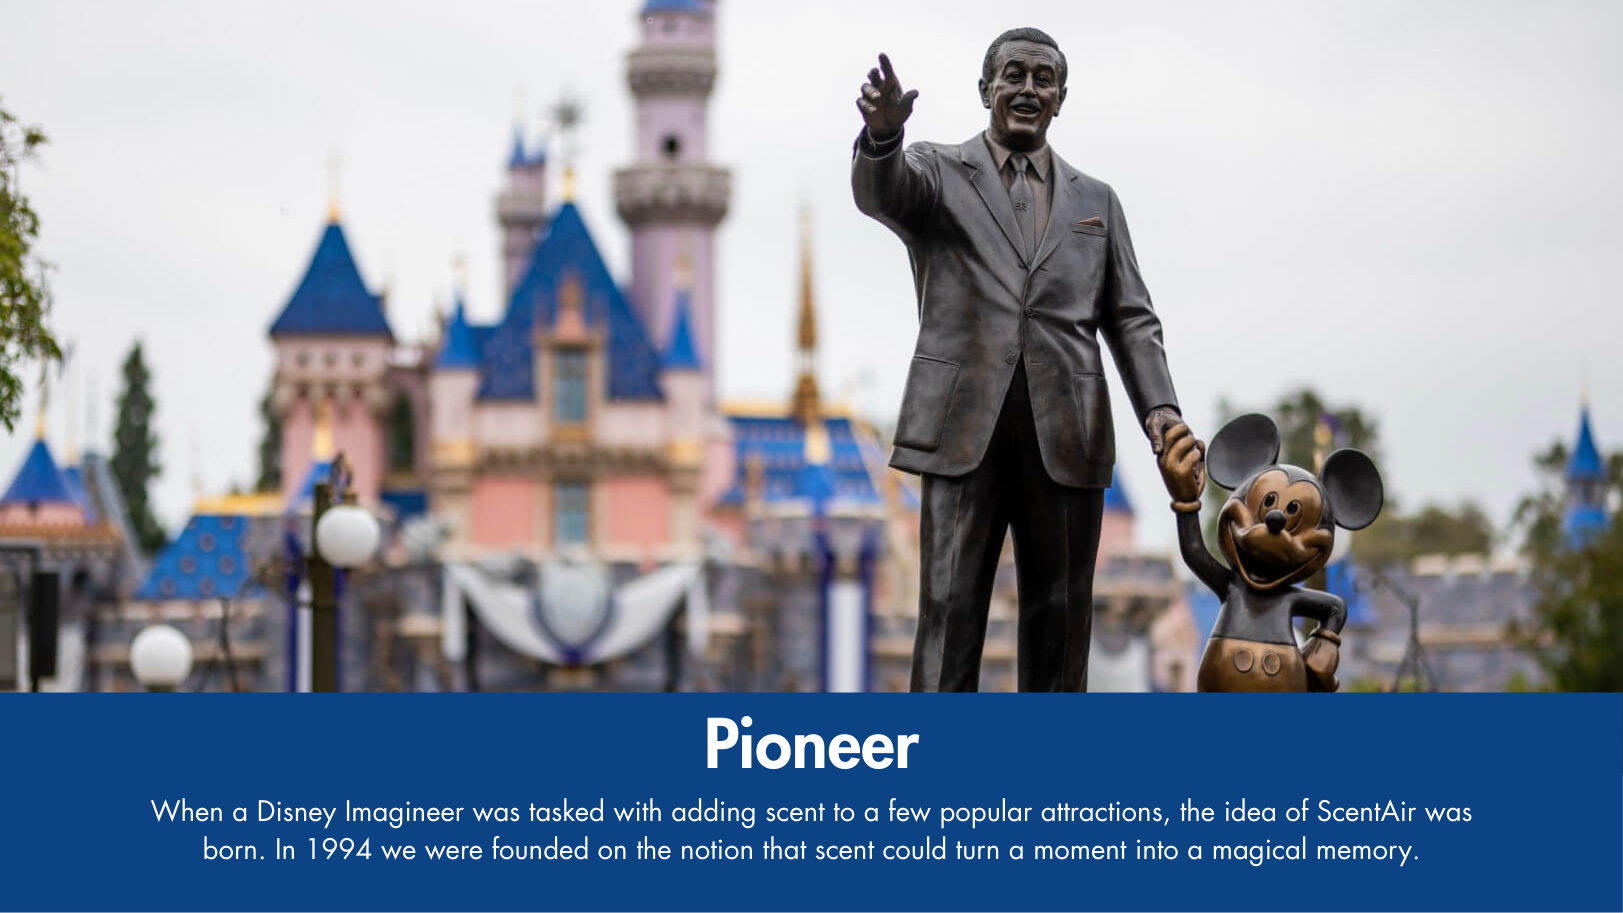 Pioneer
When a Disney Imagineer was tasked with adding scent to a few popular attractions, the idea of ScentAir was
born. In 1994 we were founded on the notion that scent could turn a moment into a magical memory.